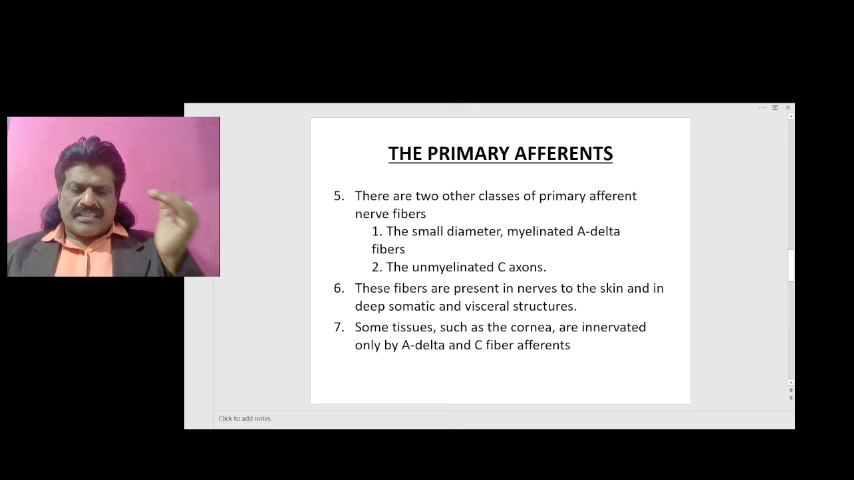 THE PRIMARY AFFERENTS
5. There are two other classes of primary afferent
nerve fibers
1. The small diameter, myelinated A-delta
fibers
2. The unmyelinated C axons.
6. These fibers are present in nerves to the skin and in
deep somatic and visceral structures.
7. Some tissues, such as the cornea, are innervated
only by A-delta and C fiber afferents
Click to add notes